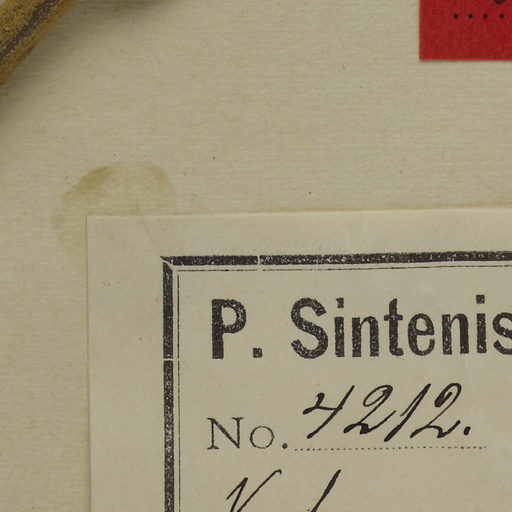 P. Sintenis
No. 4212.